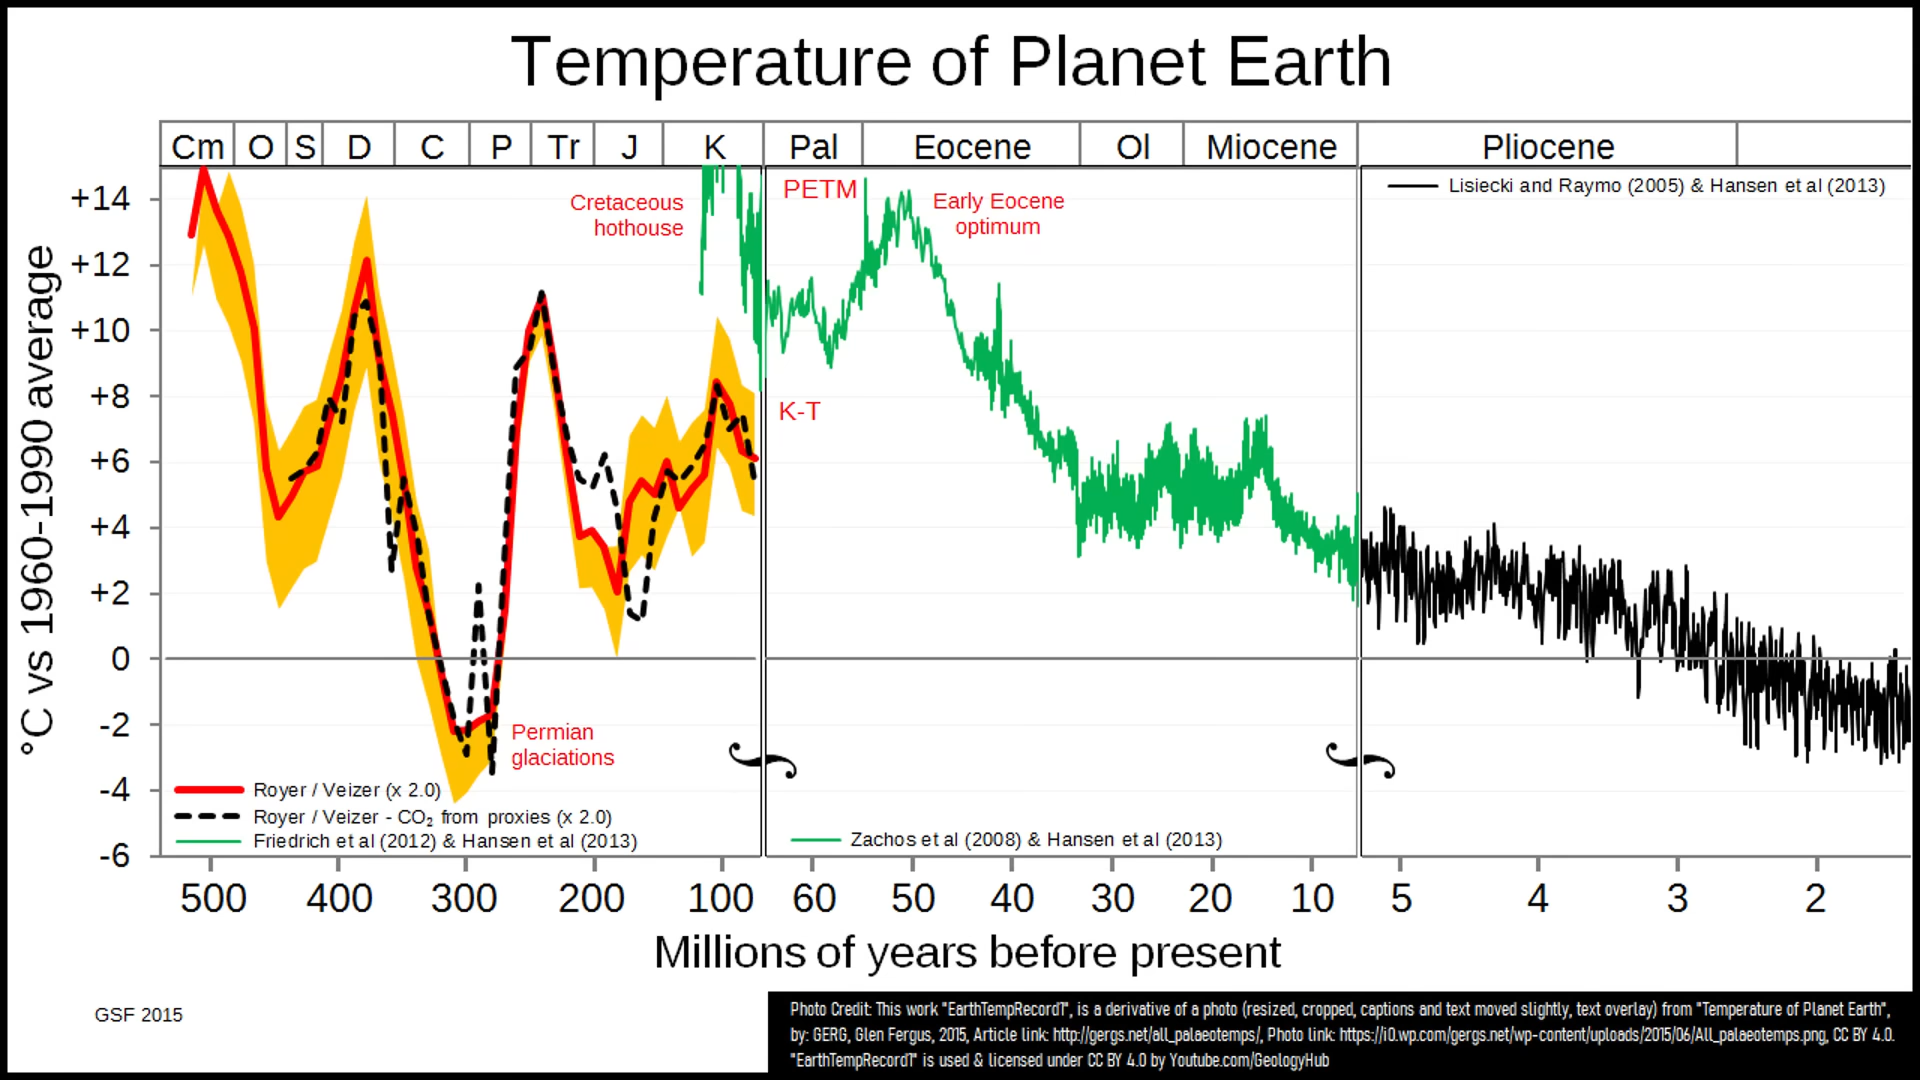 Temperature of Planet Earth
Cm O S D C P Tr J K Pal Eocene Ol Miocene Pliocene
°C vs 1960-1990 average
+14
+12
+10
+8
+6
+4
+2
0
-2
-4
-6
Cretaceous
hothouse
PETM
Early Eocene
optimum
K-T
Permian
glaciations
Lisiecki and Raymo (2005) & Hansen et al (2013)
Royer / Veizer (x 2.0)
Royer / Veizer - CO₂ from proxies (x 2.0)
Friedrich et al (2012) & Hansen et al (2013)
Zachos et al (2008) & Hansen et al (2013)
500 400 300 200 100 60 50 40 30 20 10 5 4 3 2
Millions of years before present
GSF 2015
Photo Credit: This work "EarthTempRecord1", is a derivative of a photo (resized, cropped, captions and text moved slightly, text overlay) from "Temperature of Planet Earth",
by: GERG, Glen Fergus, 2015, Article link: http://gergs.net/all_palaeotemps/, Photo link: https://i0.wp.com/gergs.net/wp-content/uploads/2015/06/All_palaeotemps.png, CC BY 4.0.
"EarthTempRecord1" is used & licensed under CC BY 4.0 by Youtube.com/GeologyHub